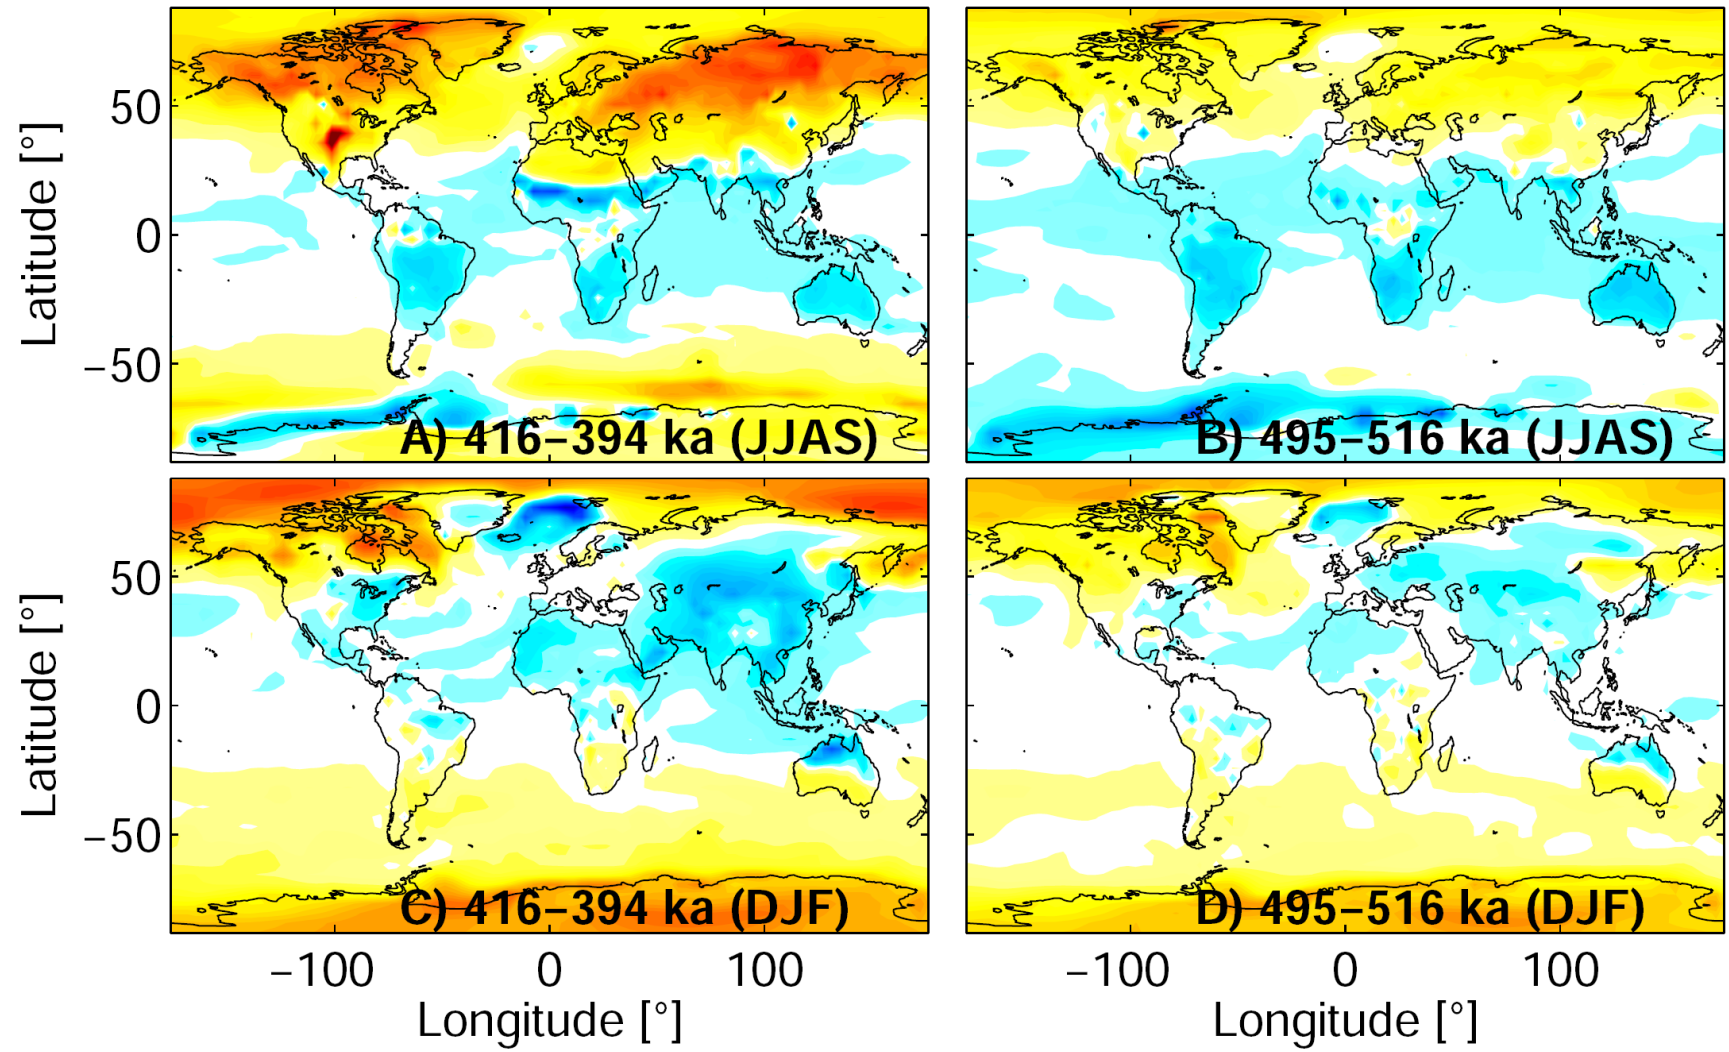 Latitude [°]
50
0
−50
A) 416−394 ka (JJAS)
B) 495−516 ka (JJAS)
Latitude [°]
50
0
−50
C) 416−394 ka (DJF)
D) 495−516 ka (DJF)
−100
0
100
−100
0
100
Longitude [°]
Longitude [°]